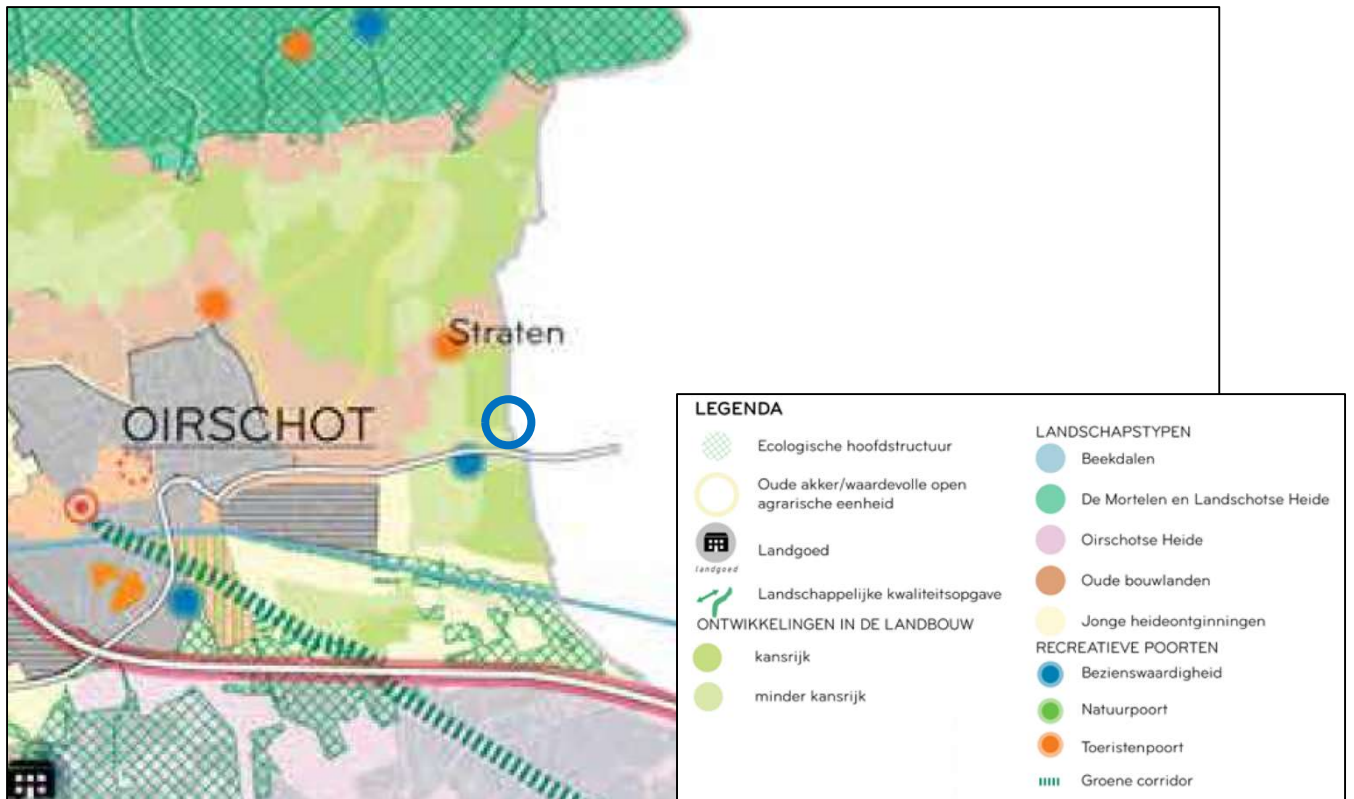 Straten
OIRSCHOT
LEGENDA
Ecologische hoofdstructuur
Oude akker/waardevolle open
agrarische eenheid
Landgoed
landgoed
Landschappelijke kwaliteitsopgave
ONTWIKKELINGEN IN DE LANDBOUW
kansrijk
minder kansrijk
LANDSCHAPSTYPEN
Beekdalen
De Mortelen en Landschotse Heide
Oirschotse Heide
Oude bouwlanden
Jonge heideontginningen
RECREATIEVE POORTEN
Bezienswaardigheid
Natuurpoort
Toeristenpoort
Groene corridor